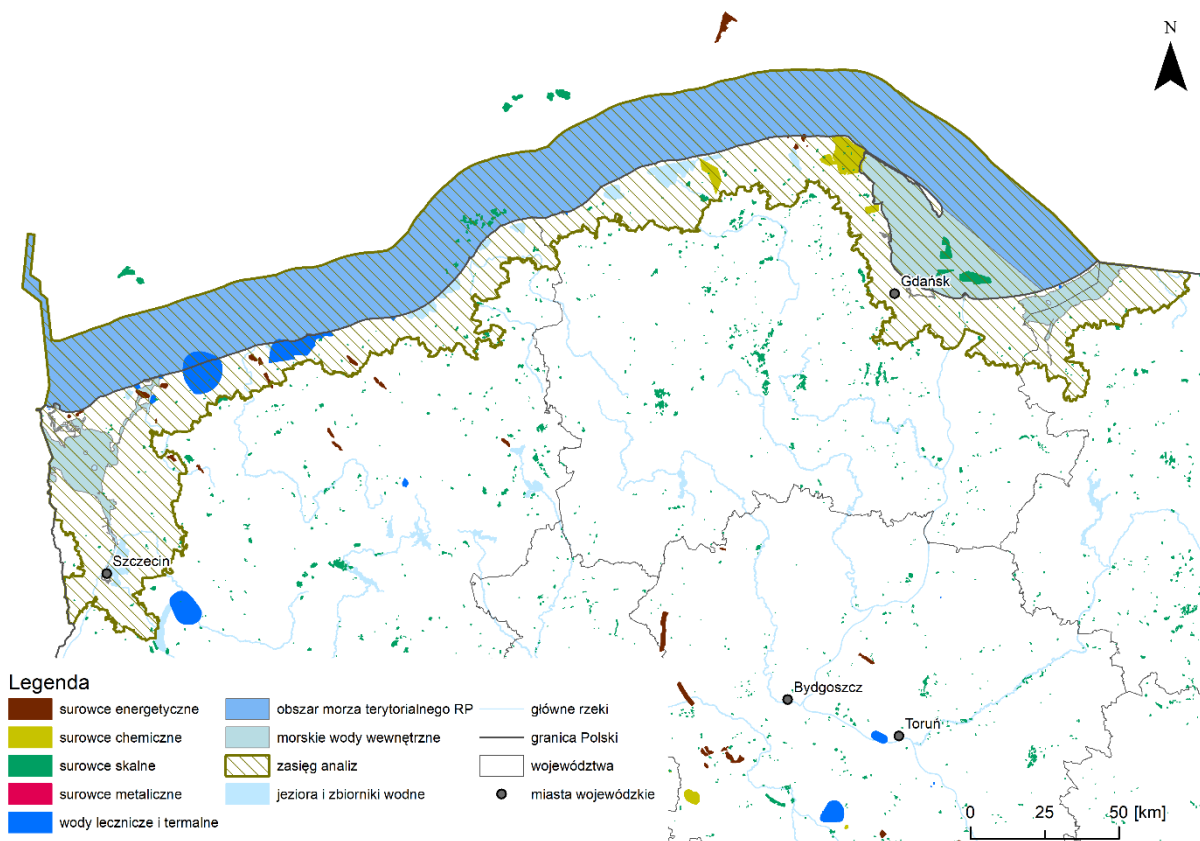 N
Gdańsk
Szczecin
Bydgoszcz
Toruń
Legenda
surowce energetyczne
surowce chemiczne
surowce skalne
surowce metaliczne
wody lecznicze i termalne
obszar morza terytorialnego RP
morskie wody wewnętrzne
zasięg analiz
jeziora i zbiorniki wodne
główne rzeki
granica Polski
województwa
miasta wojewódzkie
0 25 50 [km]